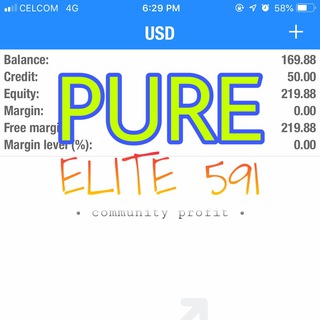 CELCOM 4G 6:29 PM 58%
USD +
Balance: 169.88
Credit: 50.00
Equity: 219.88
Margin: 0.00
Free margi 219.88
Margin level (%): 0.00
PURE
ELITE 591
• community profit •